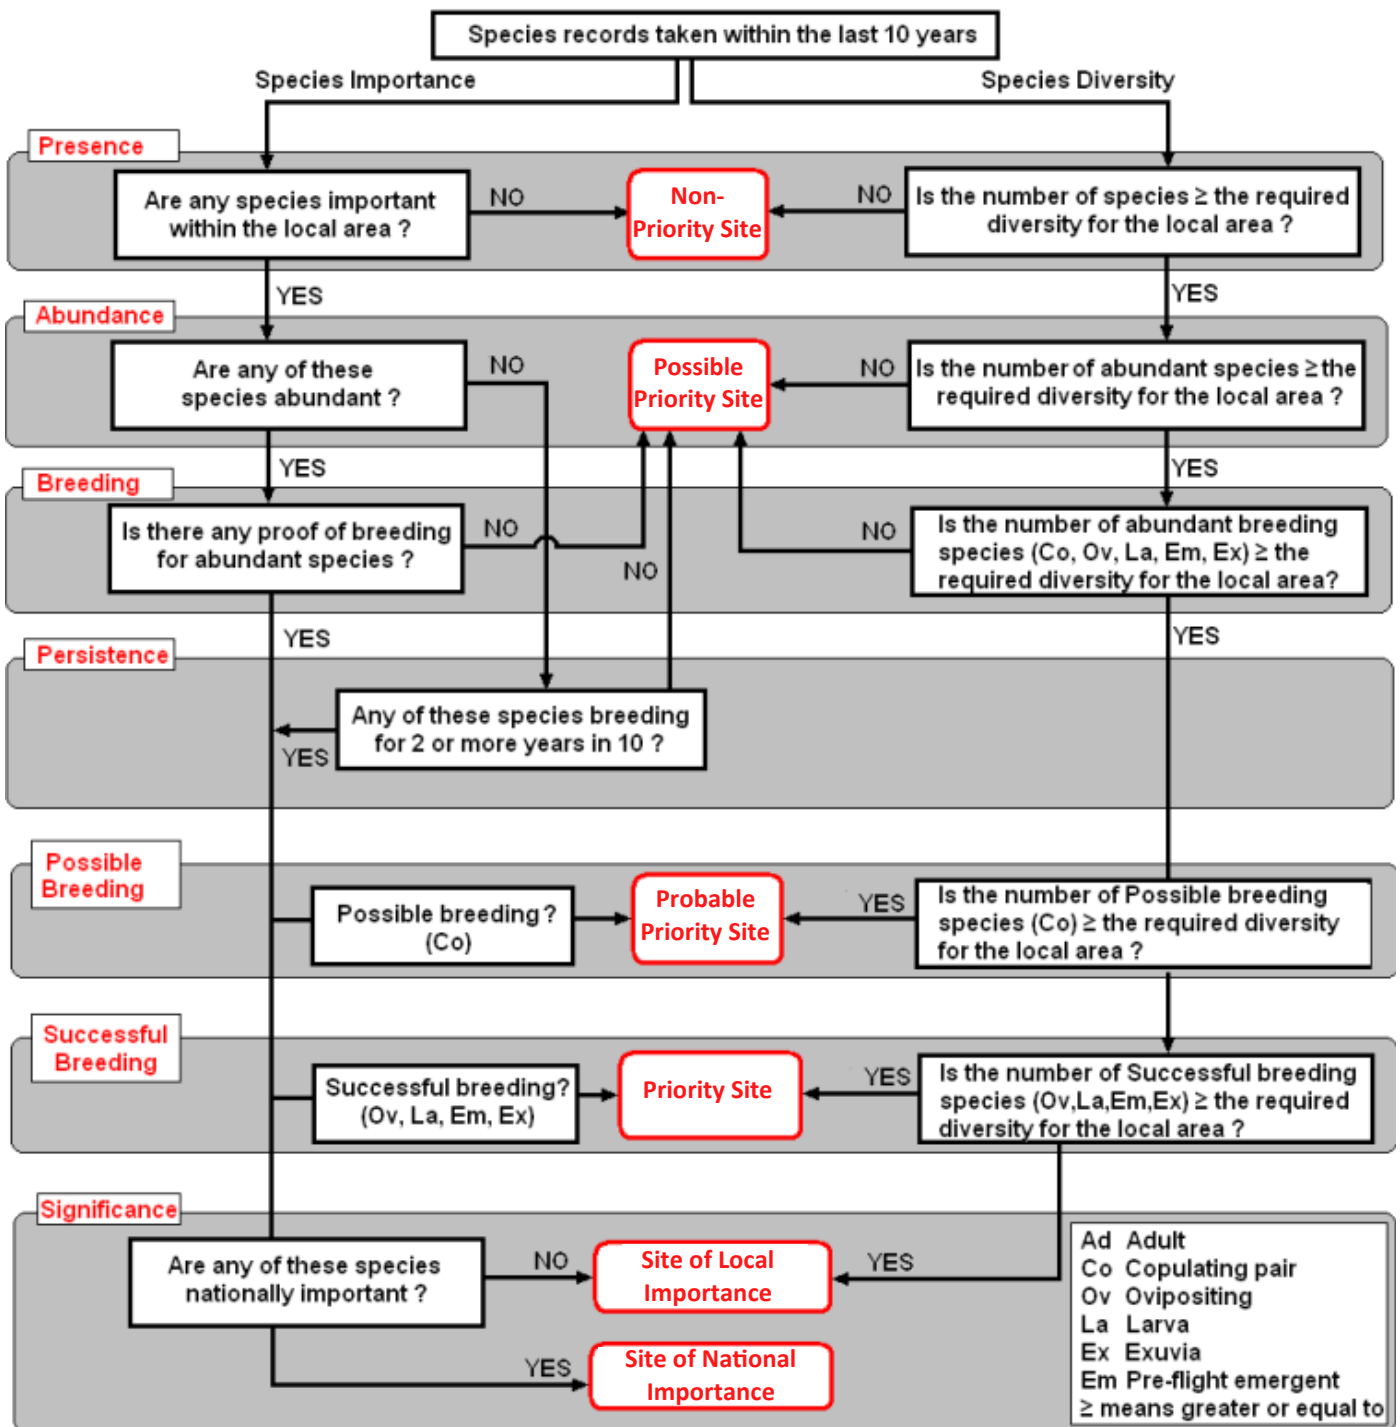 Species records taken within the last 10 years
Species Importance
Species Diversity
Presence
Are any species important
within the local area ?
NO
Non-
Priority Site
NO
Is the number of species ≥ the required
diversity for the local area ?
YES
YES
Abundance
Are any of these
species abundant ?
NO
Possible
Priority Site
NO
Is the number of abundant species ≥ the
required diversity for the local area ?
YES
YES
Breeding
Is there any proof of breeding
for abundant species ?
NO
NO
NO
Is the number of abundant breeding
species (Co, Ov, La, Em, Ex) ≥ the
required diversity for the local area?
YES
YES
Persistence
Any of these species breeding
for 2 or more years in 10 ?
YES
Possible
Breeding
Possible breeding ?
(Co)
Probable
Priority Site
YES
Is the number of Possible breeding
species (Co) ≥ the required diversity
for the local area ?
Successful
Breeding
Successful breeding?
(Ov, La, Em, Ex)
Priority Site
YES
Is the number of Successful breeding
species (Ov,La,Em,Ex) ≥ the required
diversity for the local area ?
Significance
Are any of these species
nationally important ?
NO
Site of Local
Importance
YES
YES
Site of National
Importance
Ad Adult
Co Copulating pair
Ov Ovipositing
La Larva
Ex Exuvia
Em Pre-flight emergent
≥ means greater or equal to